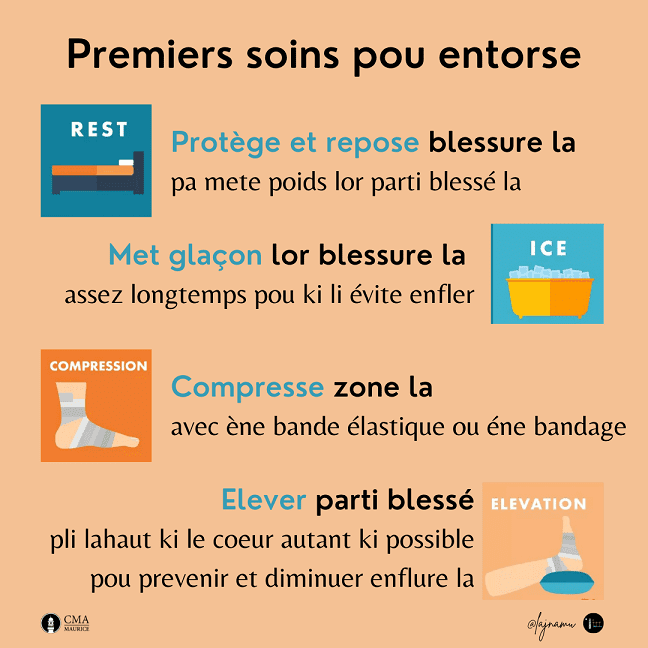 Premiers soins pou entorse
REST
Protège et repose blessure la
pa mete poids lor parti blessé la
Met glaçon lor blessure la
assez longtemps pou ki li évite enfler
ICE
COMPRESSION
Compresse zone la
avec ène bande élastique ou éne bandage
Elever parti blessé
pli lahaut ki le coeur autant ki possible
pou prevenir et diminuer enflure la
ELEVATION
CMA
MAURICE
@lajnamu